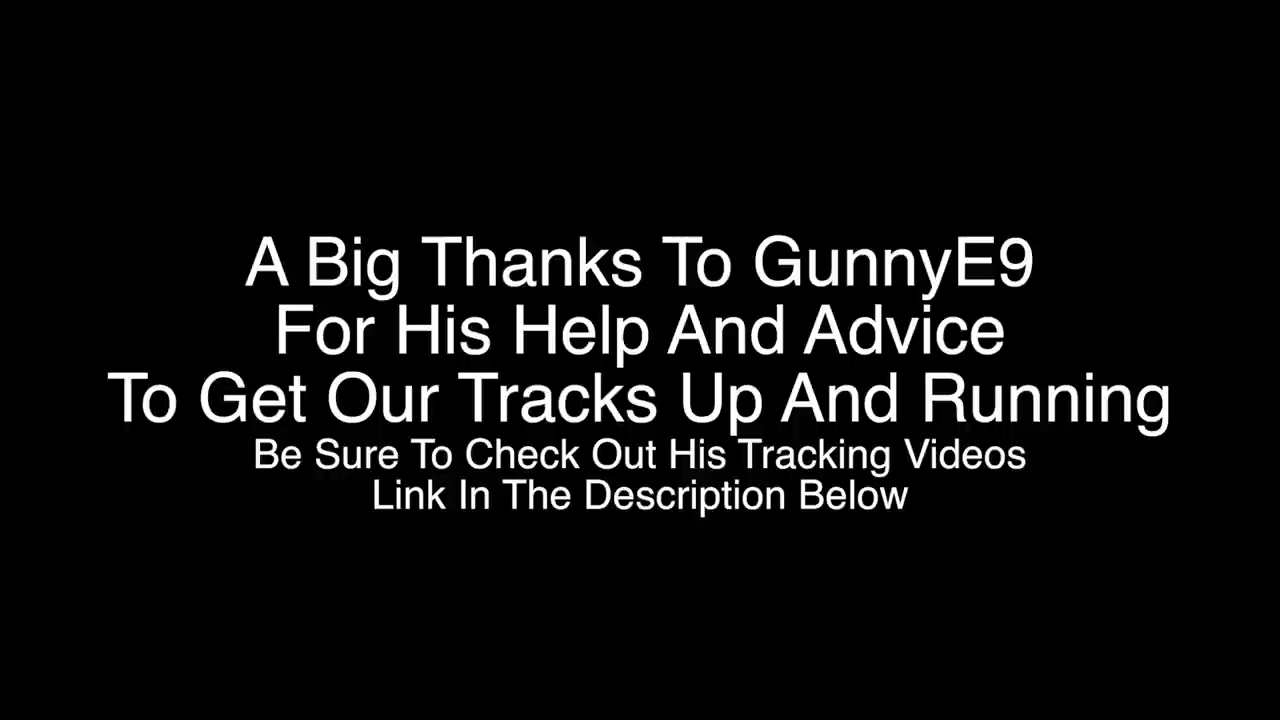 A Big Thanks To GunnyE9
For His Help And Advice
To Get Our Tracks Up And Running
Be Sure To Check Out His Tracking Videos
Link In The Description Below